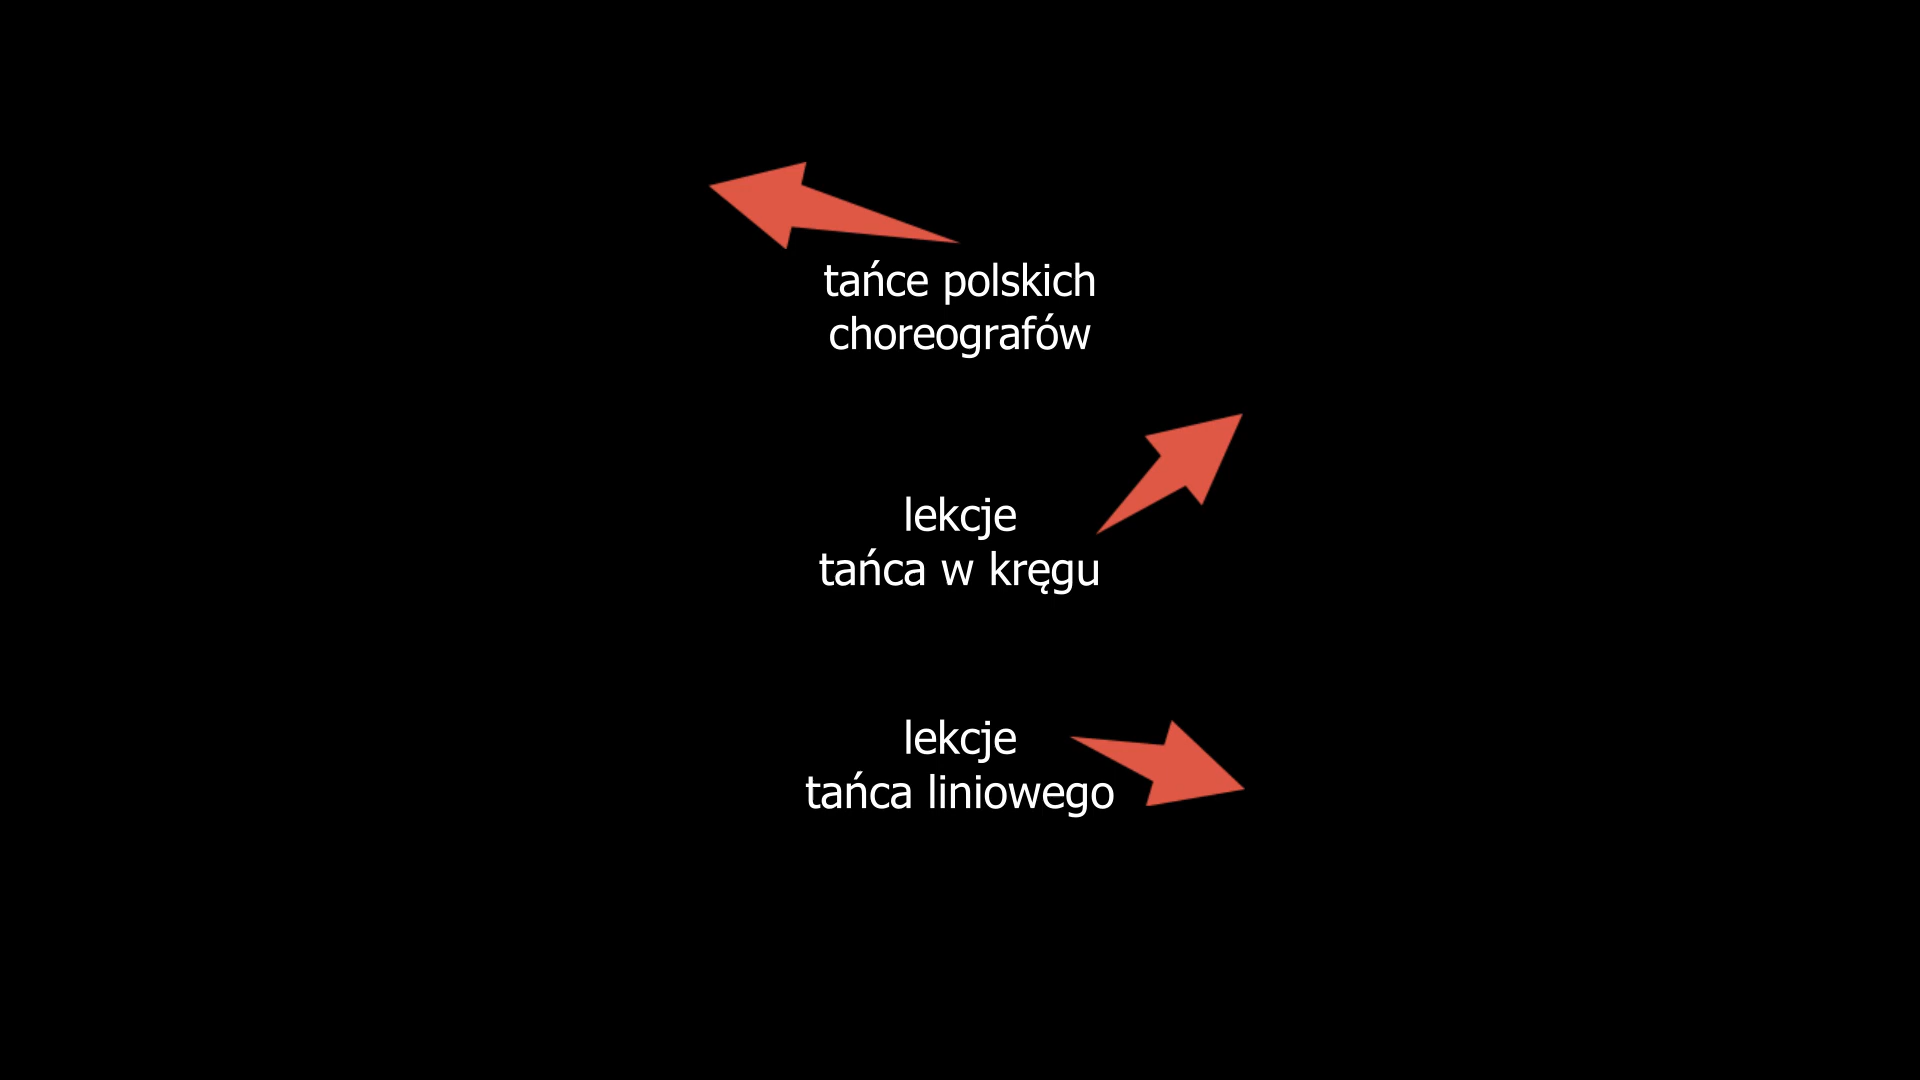 tańce polskich
choreografów
lekcje
tańca w kręgu
lekcje
tańca liniowego